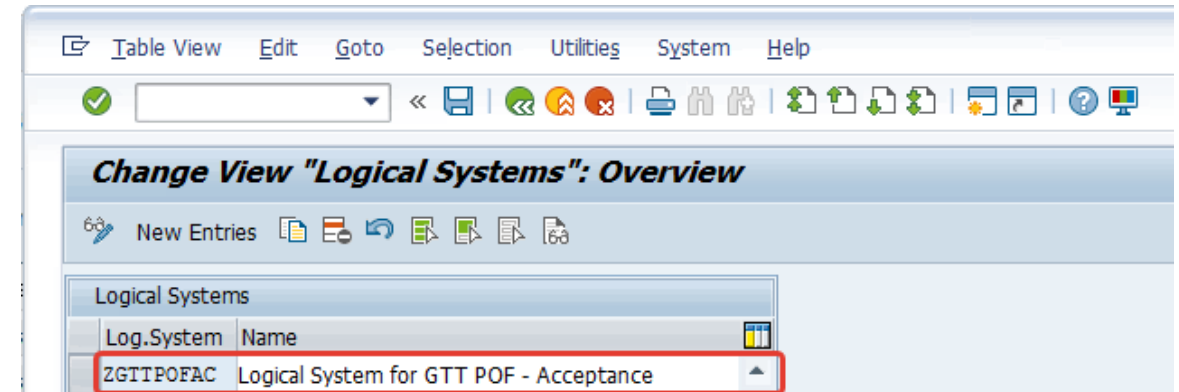 Table View Edit Goto Selection Utilities System Help
Change View "Logical Systems": Overview
New Entries
Logical Systems
Log.System Name
ZGTTPOFAC Logical System for GTT POF - Acceptance